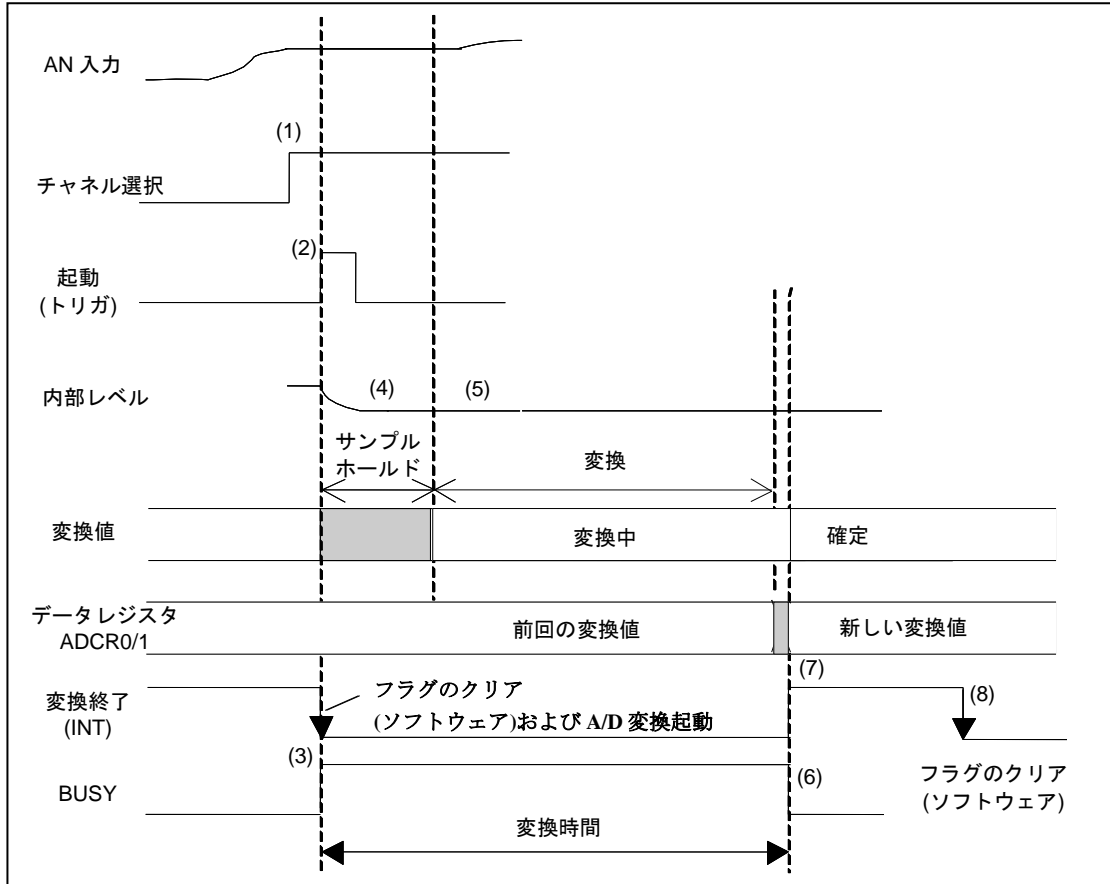 AN 入力
(1)
チャネル選択
(2)
起動
(トリガ)
内部レベル
(4)
(5)
サンプル
ホールド
変換
変換値
変換中
確定
データレジスタ
ADCR0/1
前回の変換値
新しい変換値
変換終了
(INT)
フラグのクリア
(ソフトウェア)および A/D 変換起動
(7)
(8)
(3)
(6)
フラグのクリア
(ソフトウェア)
BUSY
変換時間